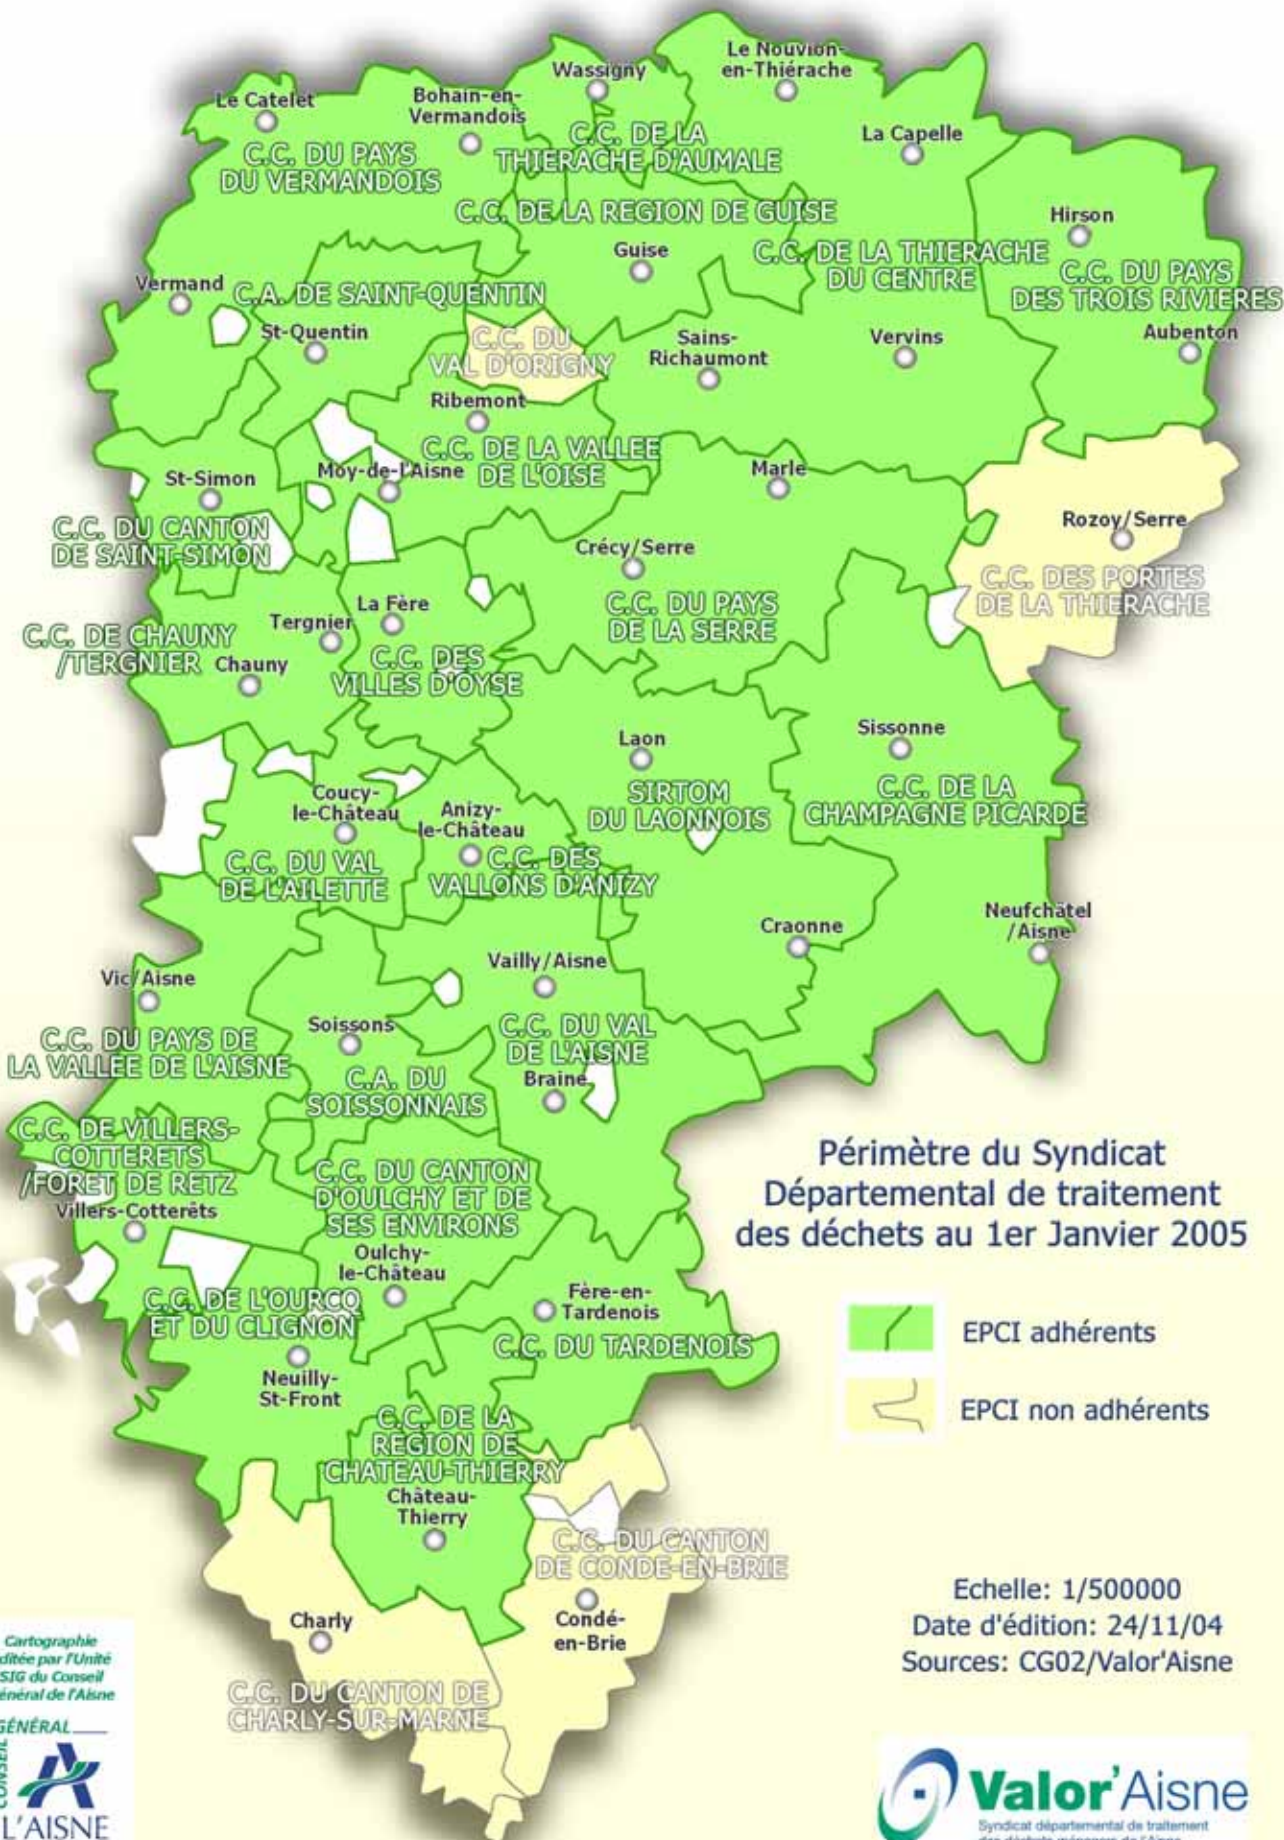 Le Nouvion-
en-Thiérache
Wassigny
Le Catelet
Bohain-en-
Vermandois
La Capelle
C.C. DE LA
THIERACHE D'AUMALE
C.C. DU PAYS
DU VERMANDOIS
C.C. DE LA REGION DE GUISE
Hirson
Guise
C.C. DE LA THIERACHE
DU CENTRE
C.C. DU PAYS
DES TROIS RIVIERES
Vermand
C.A. DE SAINT-QUENTIN
St-Quentin
C.C. DU
VAL D'ORIGNY
Sains-
Richaumont
Vervins
Aubenton
Ribemont
C.C. DE LA VALLEE
DE L'OISE
St-Simon
Moy-de-l'Aisne
Marle
C.C. DU CANTON
DE SAINT-SIMON
Rozoy/Serre
Crécy/Serre
C.C. DES PORTES
DE LA THIERACHE
C.C. DU PAYS
DE LA SERRE
La Fère
Tergnier
C.C. DE CHAUNY
/TERGNIER
Chauny
C.C. DES
VILLES D'OYSE
Laon
Sissonne
SIRTOM
DU LAONNOIS
C.C. DE LA
CHAMPAGNE PICARDE
Coucy-
le-Château
Anizy-
le-Château
C.C. DU VAL
DE L'AILETTE
C.C. DES
VALLONS D'ANIZY
Craonne
Neufchâtel
/Aisne
Vic/Aisne
Vailly/Aisne
Soissons
C.C. DU PAYS DE
LA VALLEE DE L'AISNE
C.C. DU VAL
DE L'AISNE
C.A. DU
SOISSONNAIS
Braine
C.C. DE VILLERS-
COTTERETS
/FORET DE RETZ
Villers-Cotterêts
C.C. DU CANTON
D'OULCHY ET DE
SES ENVIRONS
Oulchy-
le-Château
Périmètre du Syndicat
Départemental de traitement
des déchets au 1er Janvier 2005
Fère-en-
Tardenois
C.C. DE L'OURCQ
ET DU CLIGNON
C.C. DU TARDENOIS
EPCI adhérents
Neuilly-
St-Front
EPCI non adhérents
C.C. DE LA
REGION DE
CHATEAU-THIERRY
Château-
Thierry
C.C. DU CANTON
DE CONDE-EN-BRIE
Condé-
en-Brie
Charly
C.C. DU CANTON DE
CHARLY-SUR-MARNE
Echelle: 1/500000
Date d'édition: 24/11/04
Sources: CG02/Valor'Aisne
Cartographie
ditée par l'Unité
SIG du Conseil
énéral de l'Aisne
CONSEIL
GÉNÉRAL
L'AISNE
Valor'Aisne
Syndicat départemental de traitement
des déchets ménagers de l'Aisne